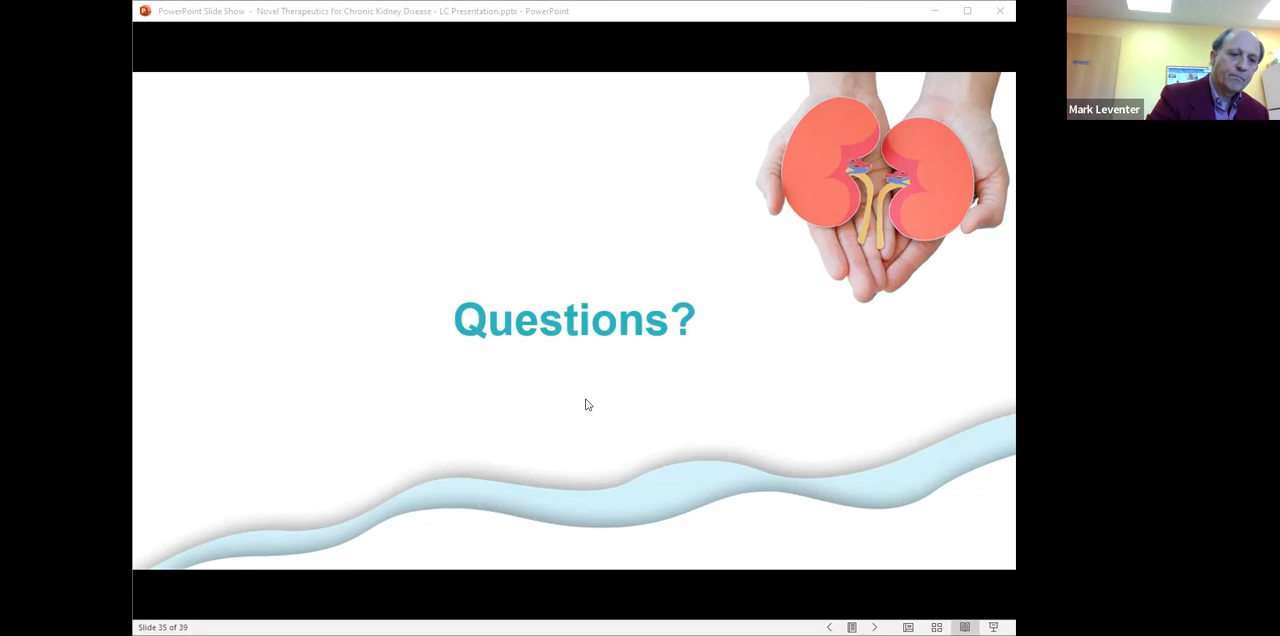 PowerPoint Slide Show - Novel Therapeutics for Chronic Kidney Disease - LC Presentation.pptx - PowerPoint
Mark Leventer
Questions?
Slide 35 of 39